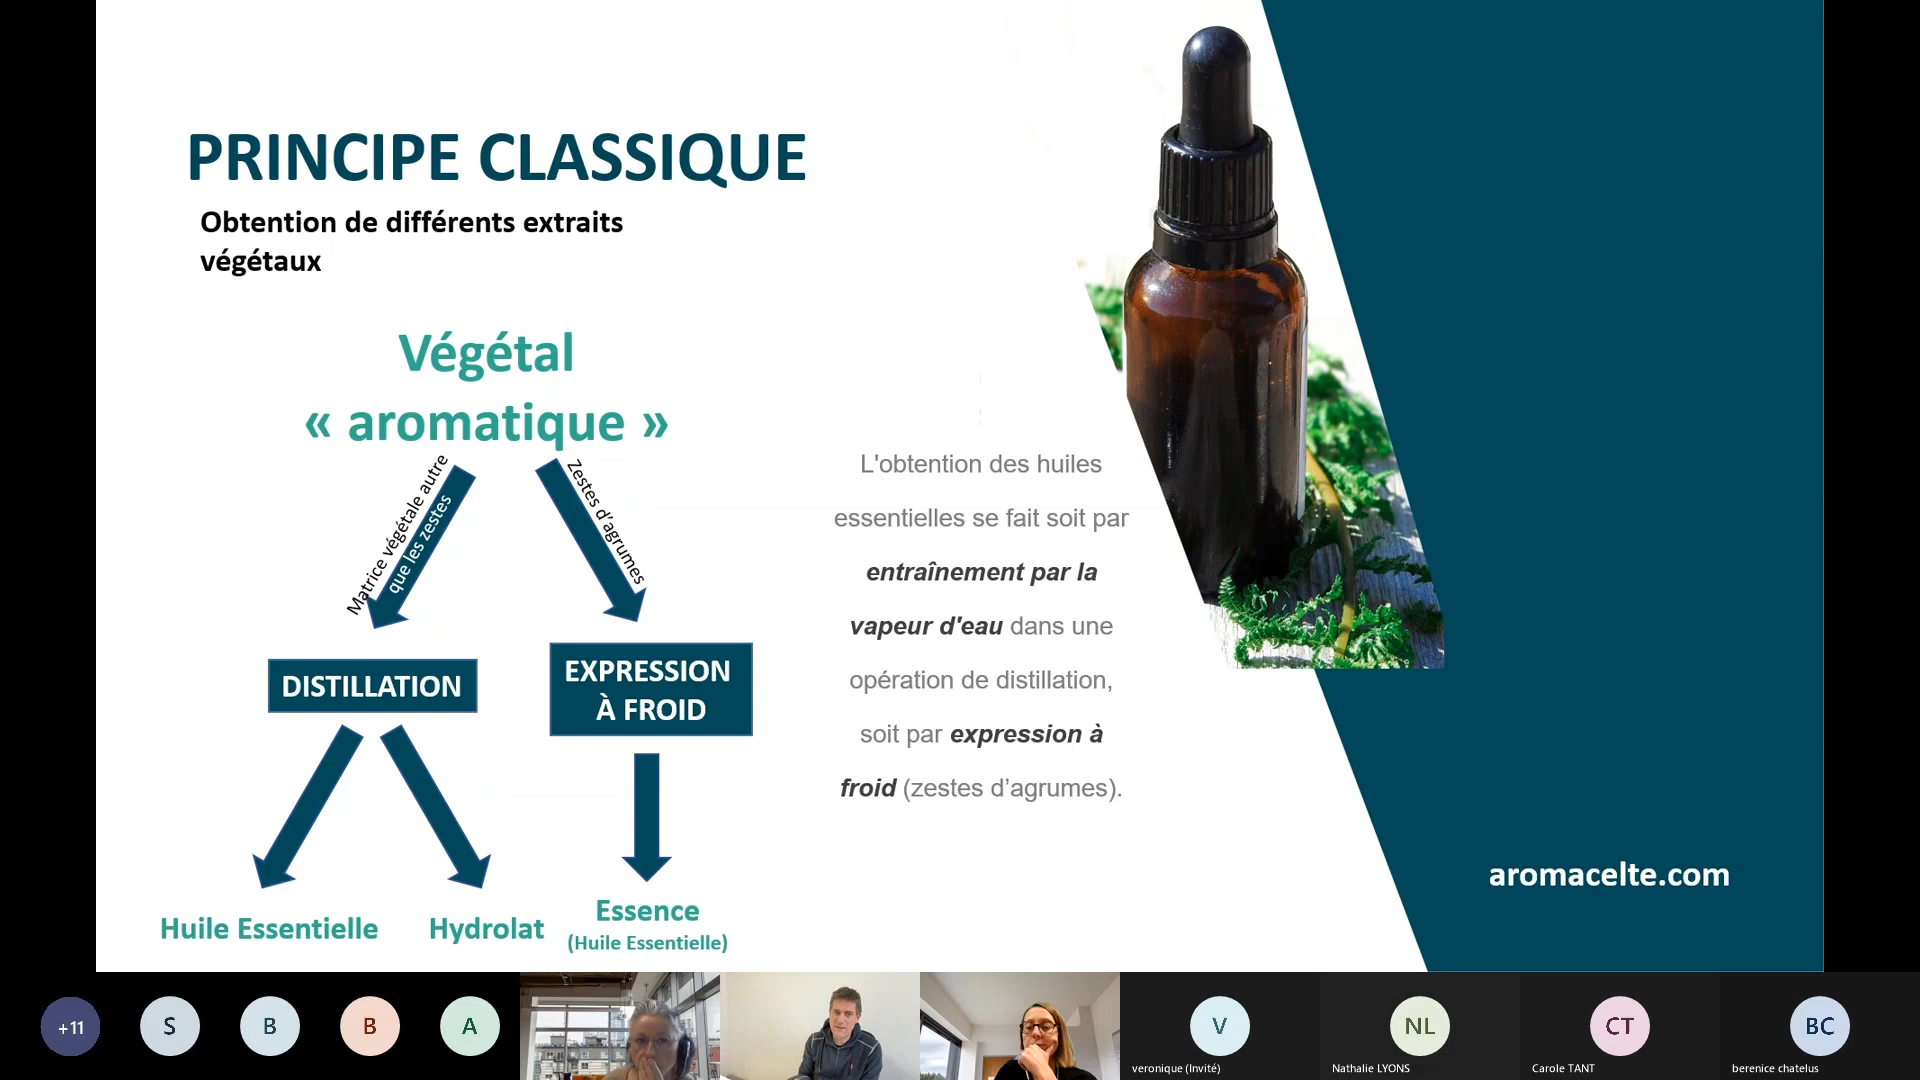 PRINCIPE CLASSIQUE
Obtention de différents extraits
végétaux
Végétal
« aromatique »
Matrice végétale autre
que les zestes
Zestes d’agrumes
DISTILLATION
EXPRESSION
À FROID
Huile Essentielle
Hydrolat
Essence
(Huile Essentielle)
L'obtention des huiles
essentielles se fait soit par
entraînement par la
vapeur d'eau dans une
opération de distillation,
soit par expression à
froid (zestes d’agrumes).
aromacelte.com
+11
S
B
B
A
V
veronique (Invité)
NL
Nathalie LYONS
CT
Carole TANT
BC
berenice chatelus